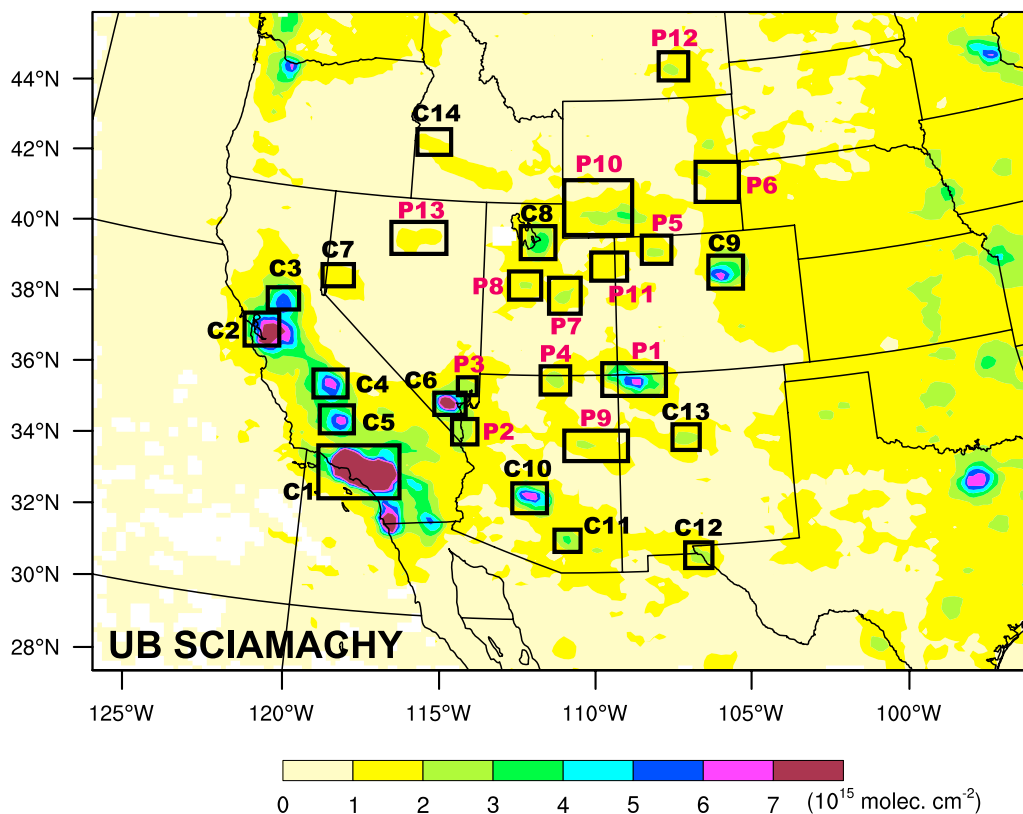 P12
44°N
C14
42°N
P10
P6
40°N
P13
C8
P5
C9
C7
C3
P8
P11
38°N
P7
C2
36°N
P4
P1
P3
C6
C4
C13
C5
P9
P2
34°N
C10
C1
32°N
C11
C12
30°N
28°N
UB SCIAMACHY
125°W 120°W 115°W 110°W 105°W 100°W
0 1 2 3 4 5 6 7 (10¹⁵ molec. cm⁻²)